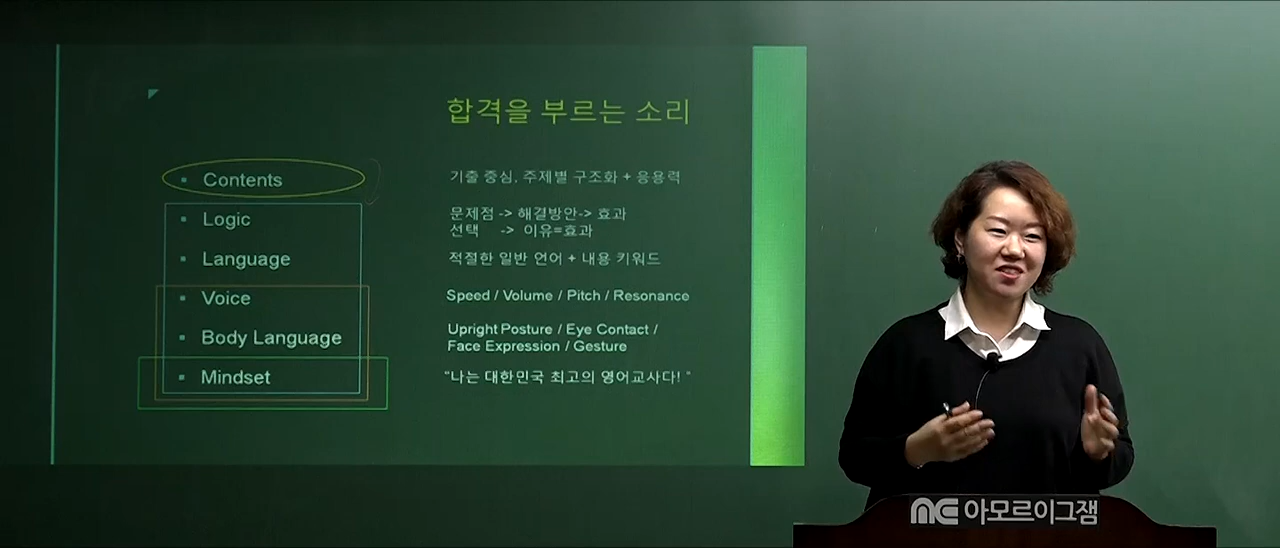 합격을 부르는 소리
▪ Contents 기출 중심, 주제별 구조화 + 응용력
▪ Logic 문제점 -> 해결방안-> 효과
선택 -> 이유=효과
▪ Language 적절한 일반 언어 + 내용 키워드
▪ Voice Speed / Volume / Pitch / Resonance
▪ Body Language Upright Posture / Eye Contact /
Face Expression / Gesture
▪ Mindset "나는 대한민국 최고의 영어교사다! "
아모르이그잼